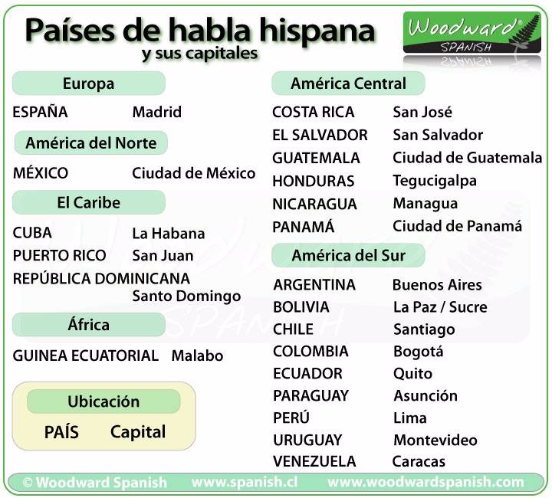 Países de habla hispana
y sus capitales
Woodward
SPANISH
Europa
ESPAÑA Madrid
América del Norte
MÉXICO Ciudad de México
El Caribe
CUBA La Habana
PUERTO RICO San Juan
REPÚBLICA DOMINICANA
Santo Domingo
África
GUINEA ECUATORIAL Malabo
Ubicación
PAÍS Capital
América Central
COSTA RICA San José
EL SALVADOR San Salvador
GUATEMALA Ciudad de Guatemala
HONDURAS Tegucigalpa
NICARAGUA Managua
PANAMÁ Ciudad de Panamá
América del Sur
ARGENTINA Buenos Aires
BOLIVIA La Paz / Sucre
CHILE Santiago
COLOMBIA Bogotá
ECUADOR Quito
PARAGUAY Asunción
PERÚ Lima
URUGUAY Montevideo
VENEZUELA Caracas
© Woodward Spanish www.spanish.cl www.woodwardspanish.com